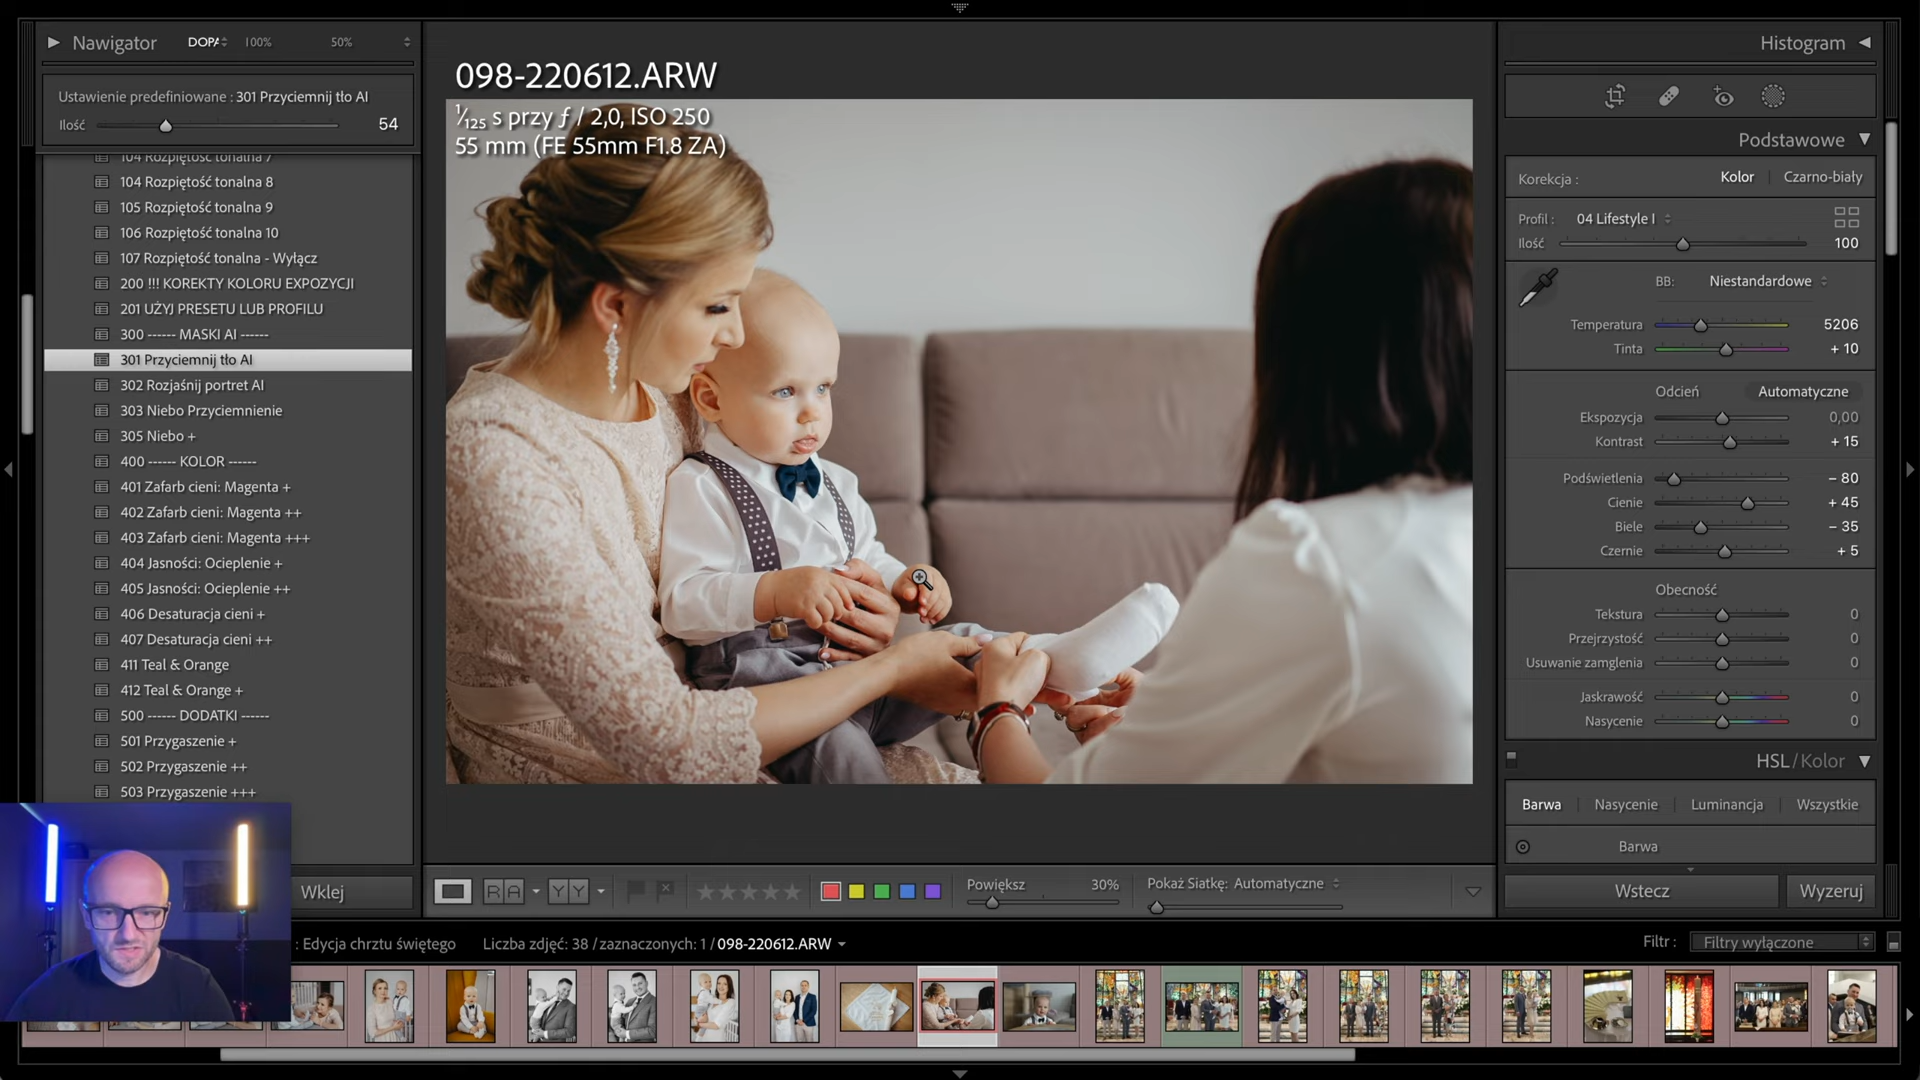 Nawigator DOPA 100% 50%
Ustawienie predefiniowane : 301 Przyciemnij tło AI
Ilość 54
104 Rozpiętość tonalna 7
104 Rozpiętość tonalna 8
105 Rozpiętość tonalna 9
106 Rozpiętość tonalna 10
107 Rozpiętość tonalna - Wyłącz
200 !!! KOREKTY KOLORU EKSPOZYCJI
201 UŻYJ PRESETU LUB PROFILU
300 ------ MASKI AI ------
301 Przyciemnij tło AI
302 Rozjaśnij portret AI
303 Niebo Przyciemnienie
305 Niebo +
400 ------ KOLOR ------
401 Zafarb cieni: Magenta +
402 Zafarb cieni: Magenta ++
403 Zafarb cieni: Magenta +++
404 Jasności: Ocieplenie +
405 Jasności: Ocieplenie ++
406 Desaturacja cieni +
407 Desaturacja cieni ++
411 Teal & Orange
412 Teal & Orange +
500 ------ DODATKI ------
501 Przygaszenie +
502 Przygaszenie ++
503 Przygaszenie +++
Wklej
098-220612.ARW
1/125 s przy ƒ / 2,0, ISO 250
55 mm (FE 55mm F1.8 ZA)
R A Y Y
Powiększ 30%
Pokaż Siatkę: Automatyczne
Histogram
Podstawowe
Korekcja : Kolor Czarno-biały
Profil : 04 Lifestyle I
Ilość 100
BB: Niestandardowe
Temperatura 5206
Tinta + 10
Odcień Automatyczne
Ekspozycja 0,00
Kontrast + 15
Podświetlenia − 80
Cienie + 45
Biele − 35
Czernie + 5
Obecność
Tekstura 0
Przejrzystość 0
Usuwanie zamglenia 0
Jaskrawość 0
Nasycenie 0
HSL / Kolor
Barwa Nasycenie Luminancja Wszystkie
Barwa
Wstecz Wyzeruj
: Edycja chrztu świętego Liczba zdjęć: 38 / zaznaczonych: 1 / 098-220612.ARW
Filtr : Filtry wyłączone